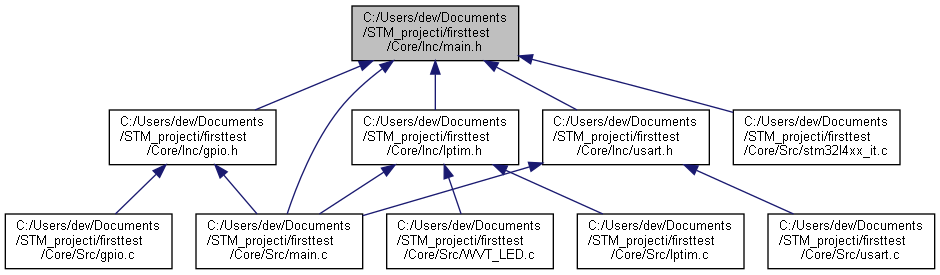 C:/Users/dev/Documents
/STM_projecti/firsttest
/Core/Inc/main.h
C:/Users/dev/Documents
/STM_projecti/firsttest
/Core/Inc/gpio.h
C:/Users/dev/Documents
/STM_projecti/firsttest
/Core/Inc/lptim.h
C:/Users/dev/Documents
/STM_projecti/firsttest
/Core/Inc/usart.h
C:/Users/dev/Documents
/STM_projecti/firsttest
/Core/Src/stm32l4xx_it.c
C:/Users/dev/Documents
/STM_projecti/firsttest
/Core/Src/gpio.c
C:/Users/dev/Documents
/STM_projecti/firsttest
/Core/Src/main.c
C:/Users/dev/Documents
/STM_projecti/firsttest
/Core/Src/WVT_LED.c
C:/Users/dev/Documents
/STM_projecti/firsttest
/Core/Src/lptim.c
C:/Users/dev/Documents
/STM_projecti/firsttest
/Core/Src/usart.c